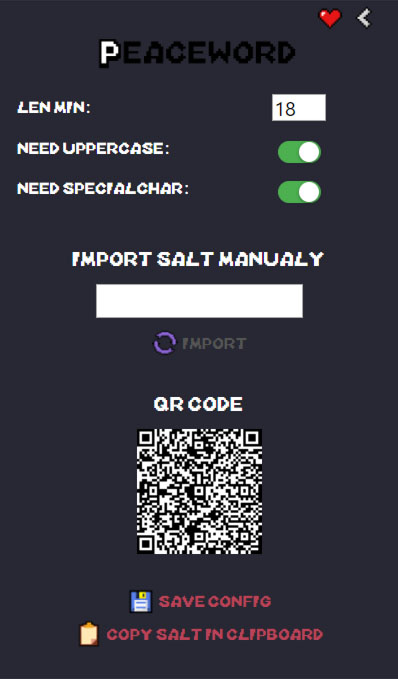 PEACEWORD
LEN MIN: 18
NEED UPPERCASE:
NEED SPECIALCHAR:
IMPORT SALT MANUALY
IMPORT
QR CODE
SAVE CONFIG
COPY SALT IN CLIPBOARD